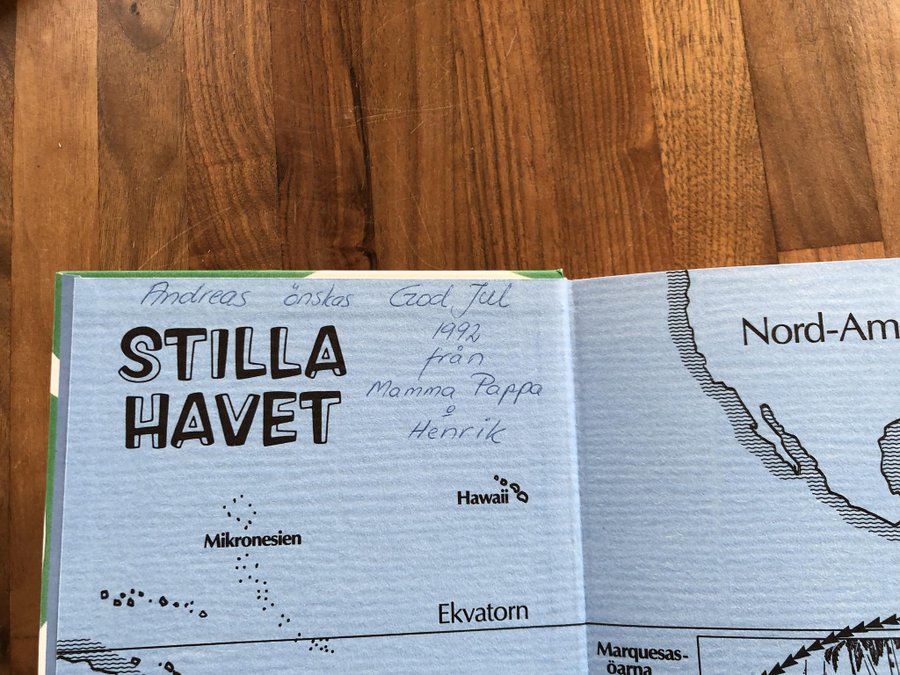 Andreas önskas God Jul
1992
från
Mamma Pappa
å
Henrik
STILLA
HAVET
Nord-Am
Hawaii
Mikronesien
Ekvatorn
Marquesas-
öarna